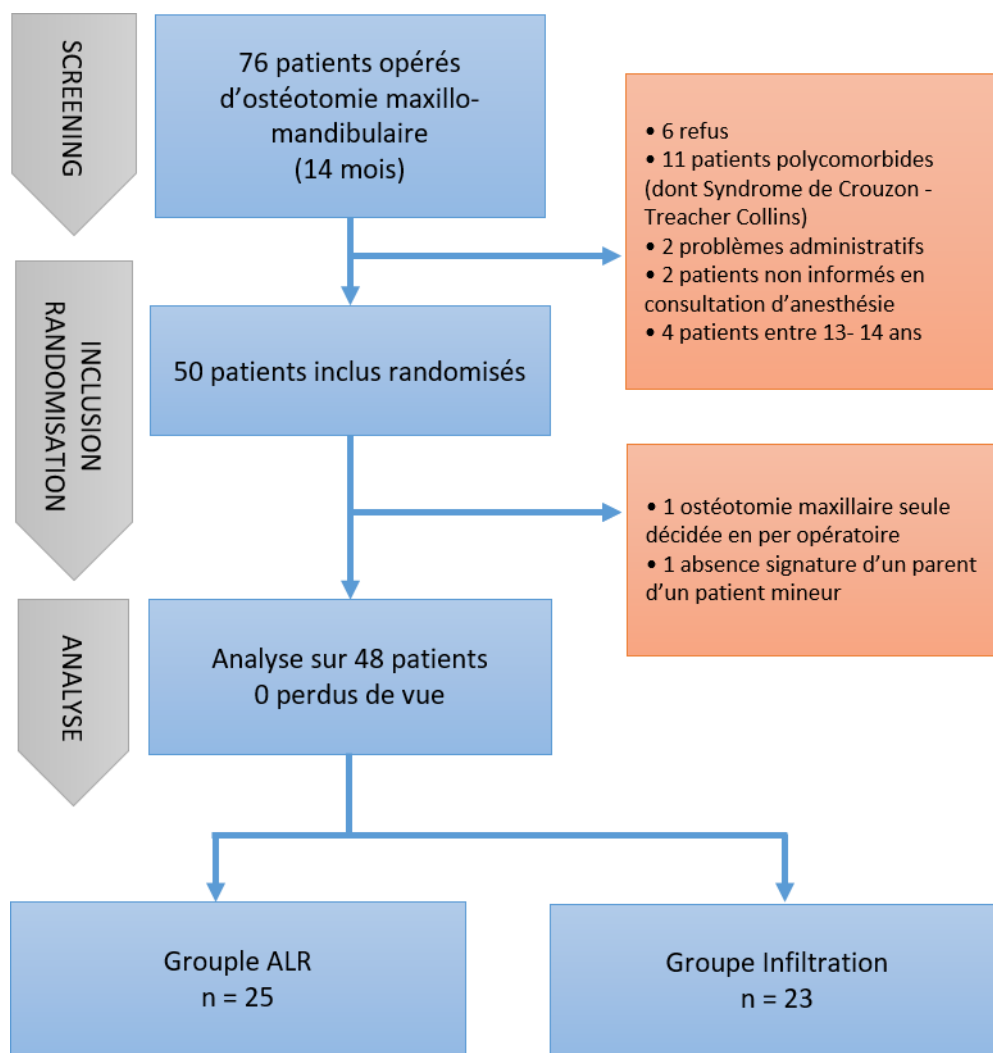 SCREENING
76 patients opérés
d'ostéotomie maxillo-
mandibulaire
(14 mois)
• 6 refus
• 11 patients polycomorbides
(dont Syndrome de Crouzon -
Treacher Collins)
• 2 problèmes administratifs
• 2 patients non informés en
consultation d'anesthésie
• 4 patients entre 13- 14 ans
INCLUSION
RANDOMISATION
50 patients inclus randomisés
• 1 ostéotomie maxillaire seule
décidée en per opératoire
• 1 absence signature d'un parent
d'un patient mineur
ANALYSE
Analyse sur 48 patients
0 perdus de vue
Grouple ALR
n = 25
Groupe Infiltration
n = 23